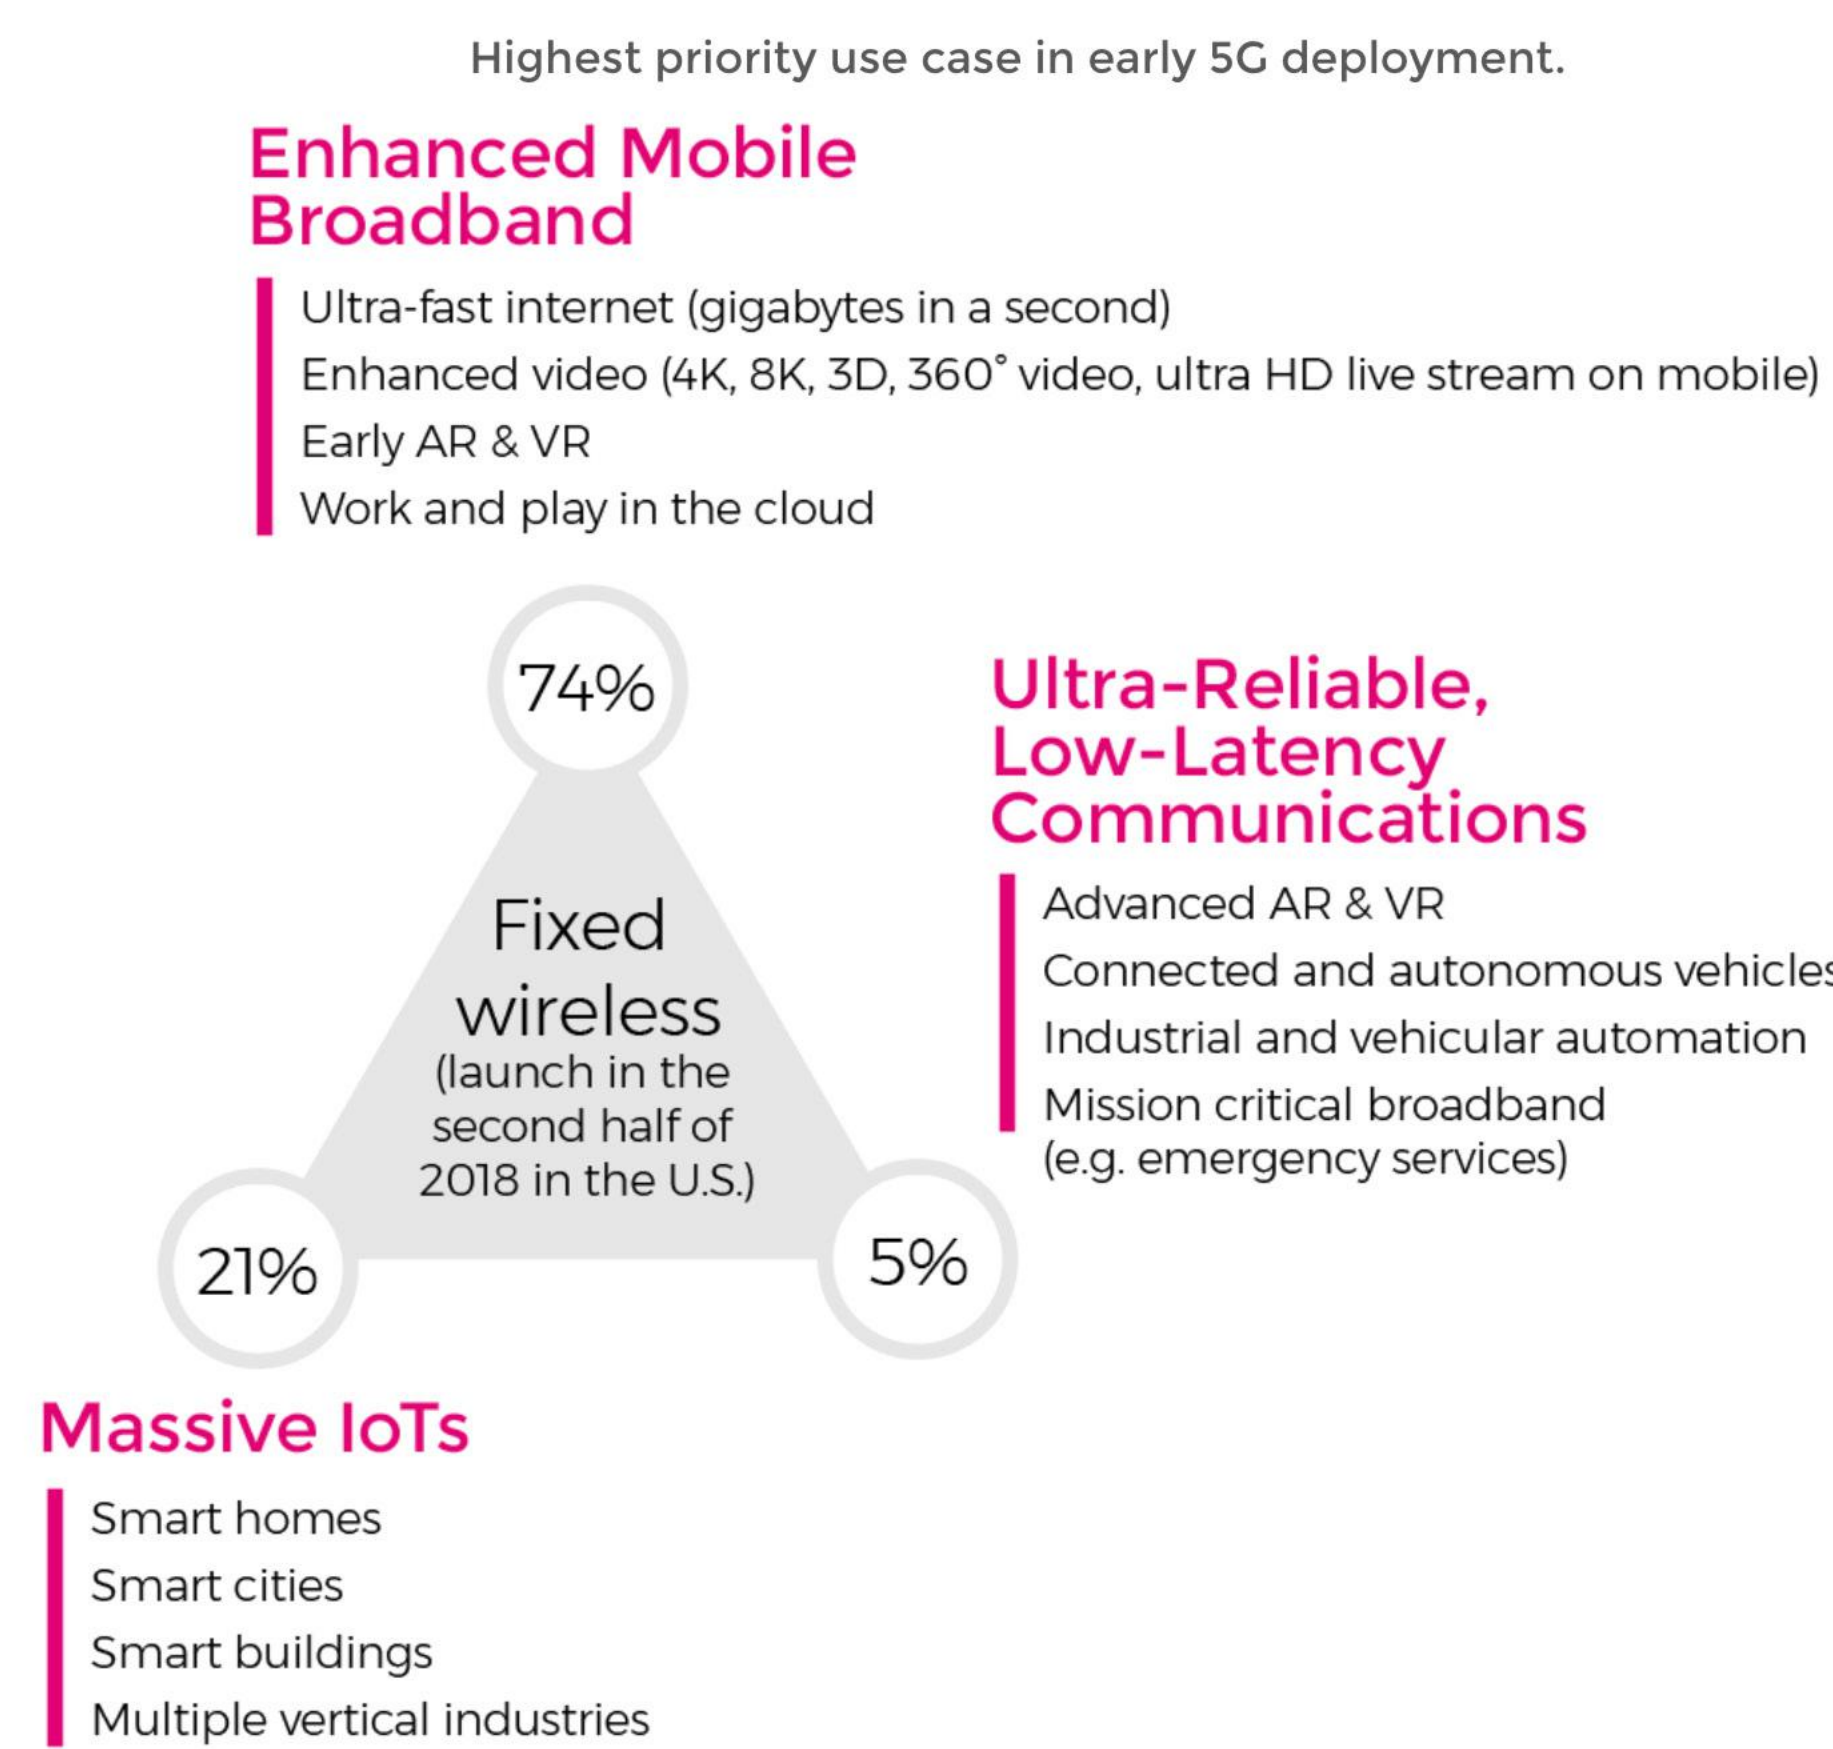 Highest priority use case in early 5G deployment.
Enhanced Mobile
Broadband
Ultra-fast internet (gigabytes in a second)
Enhanced video (4K, 8K, 3D, 360° video, ultra HD live stream on mobile)
Early AR & VR
Work and play in the cloud
74%
Ultra-Reliable,
Low-Latency
Communications
Advanced AR & VR
Connected and autonomous vehicles
Industrial and vehicular automation
Mission critical broadband
(e.g. emergency services)
Fixed
wireless
(launch in the
second half of
2018 in the U.S.)
21%
5%
Massive IoTs
Smart homes
Smart cities
Smart buildings
Multiple vertical industries